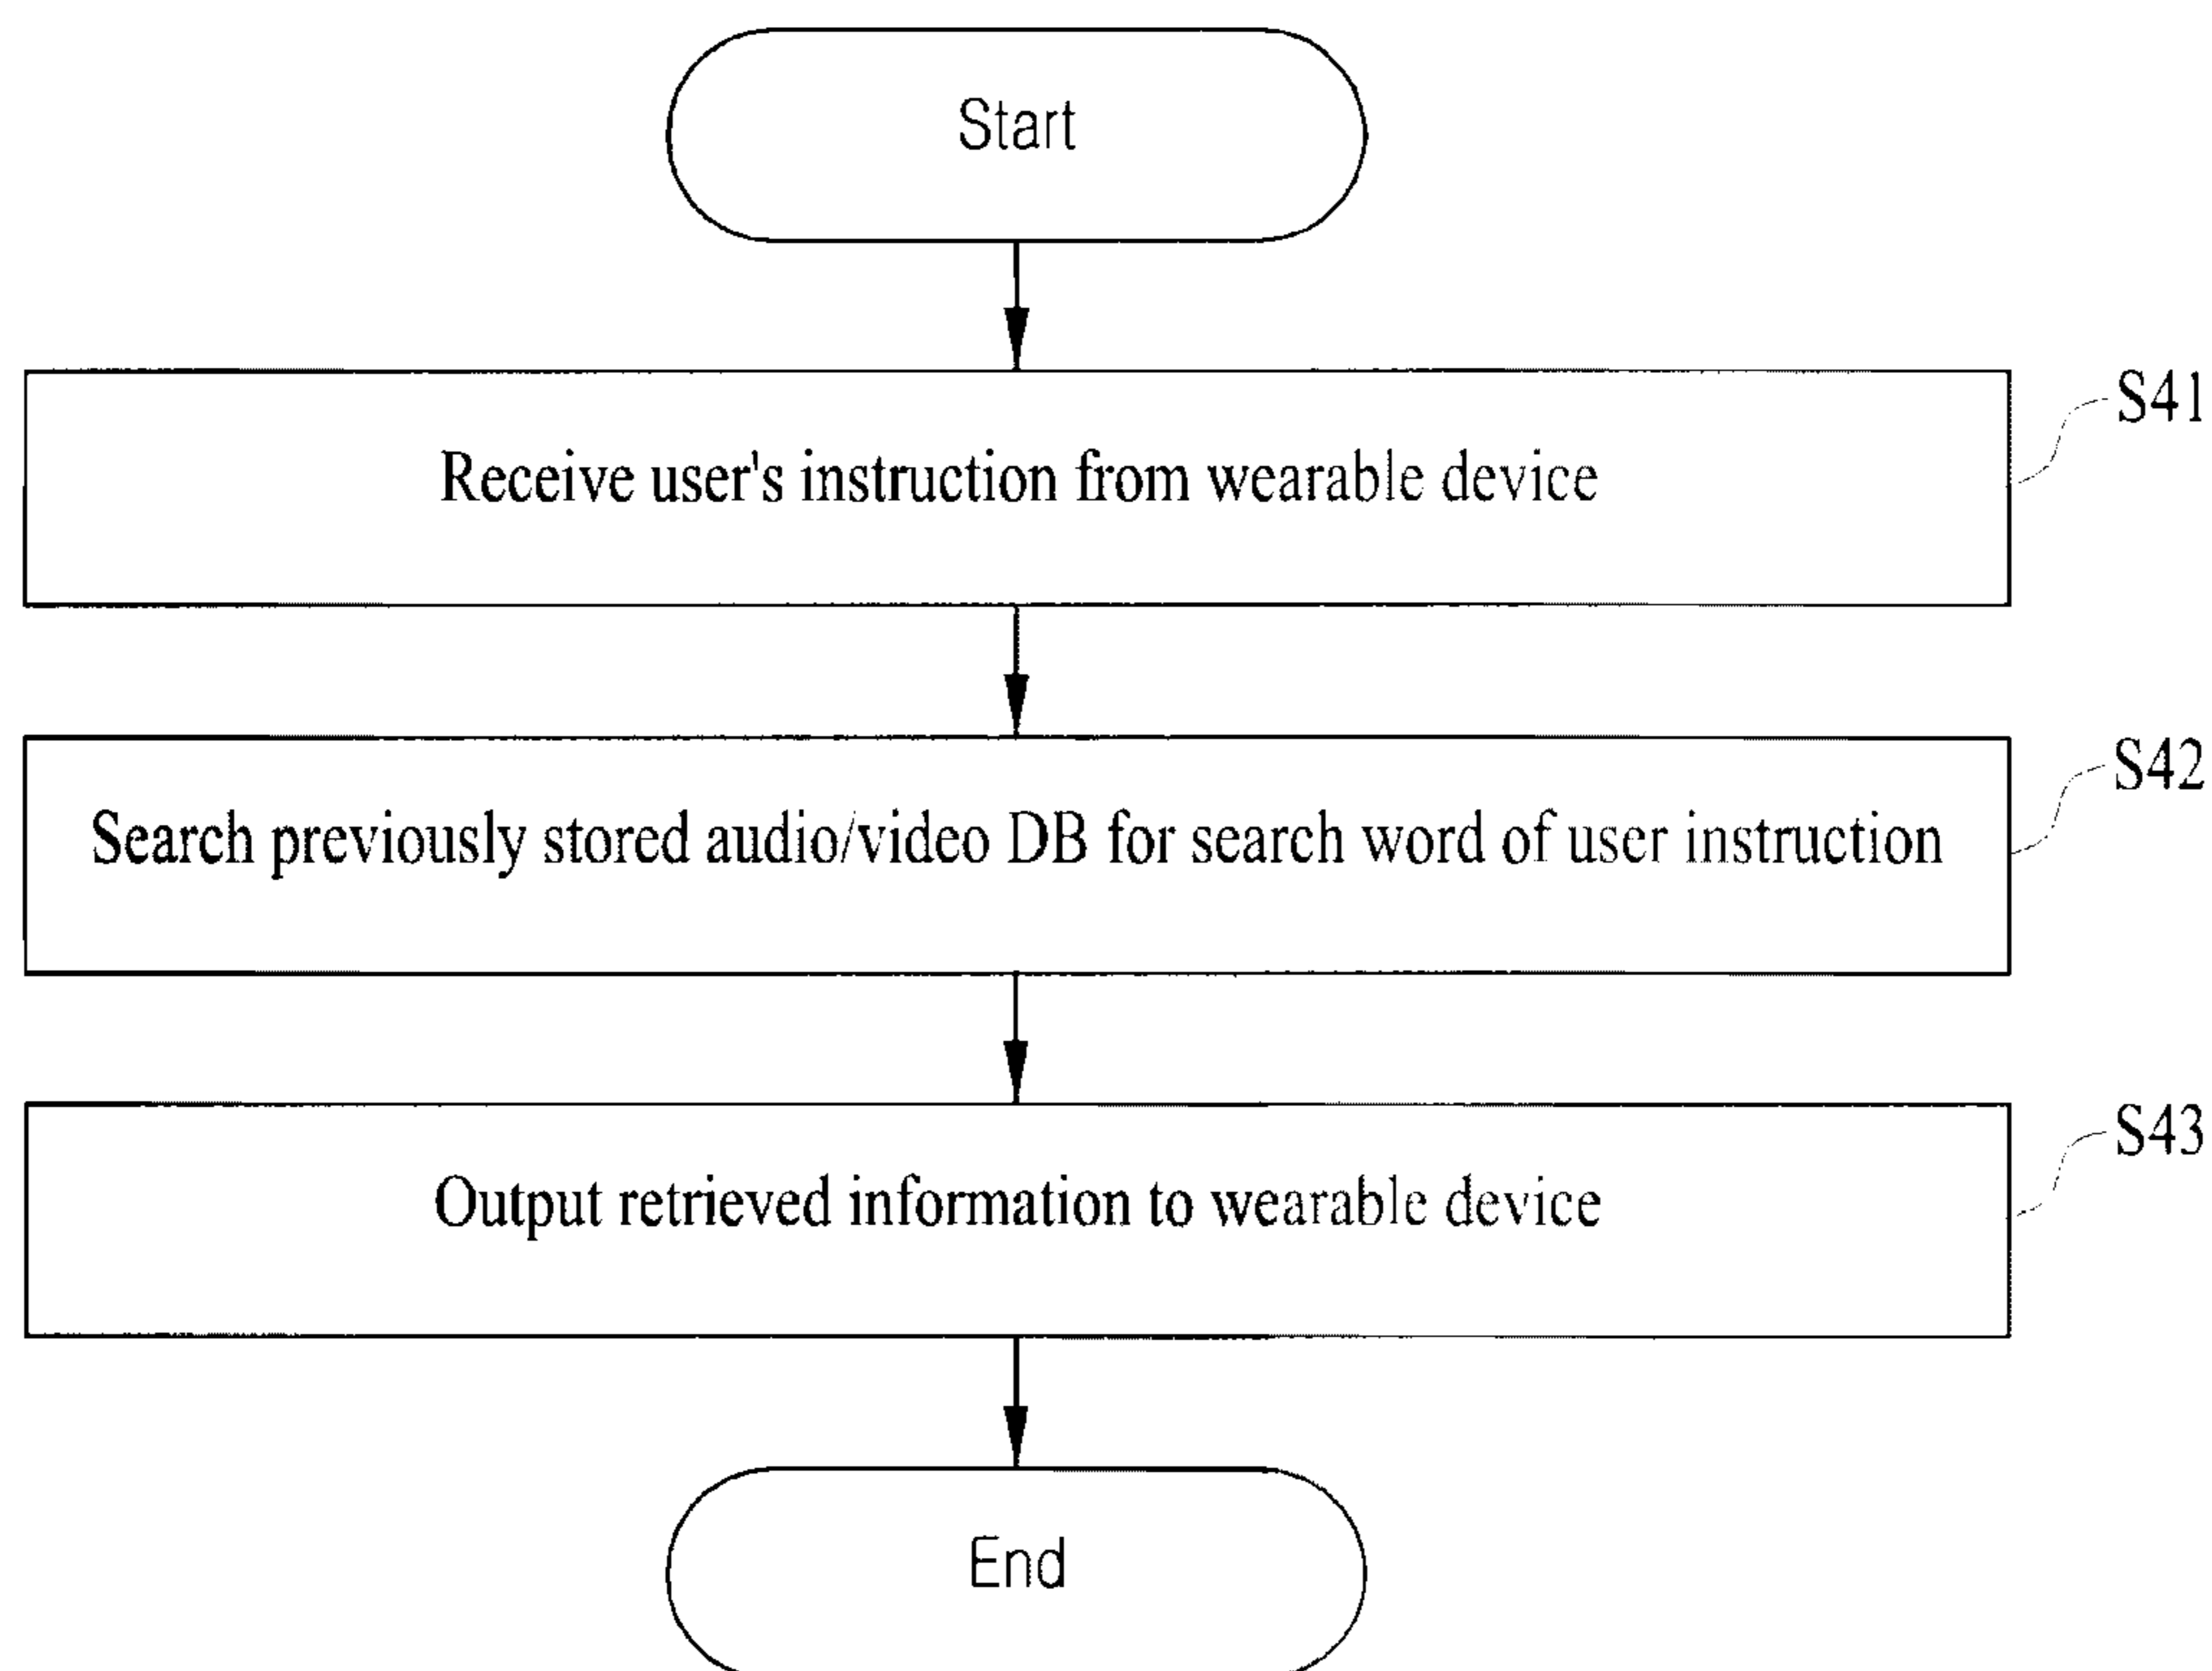 Start
S41
Receive user's instruction from wearable device
S42
Search previously stored audio/video DB for search word of user instruction
S43
Output retrieved information to wearable device
End